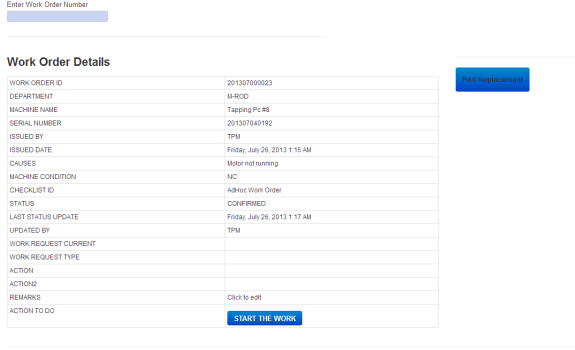 Enter Work Order Number
Work Order Details
Part Replacement
WORK ORDER ID 201307000023
DEPARTMENT M-ROD
MACHINE NAME Tapping Pc #8
SERIAL NUMBER 201307040192
ISSUED BY TPM
ISSUED DATE Friday, July 26, 2013 1:15 AM
CAUSES Motor not running
MACHINE CONDITION NC
CHECKLIST ID AdHoc Work Order
STATUS CONFIRMED
LAST STATUS UPDATE Friday, July 26, 2013 1:17 AM
UPDATED BY TPM
WORK REQUEST CURRENT
WORK REQUEST TYPE
ACTION
ACTION2
REMARKS Click to edit
ACTION TO DO START THE WORK